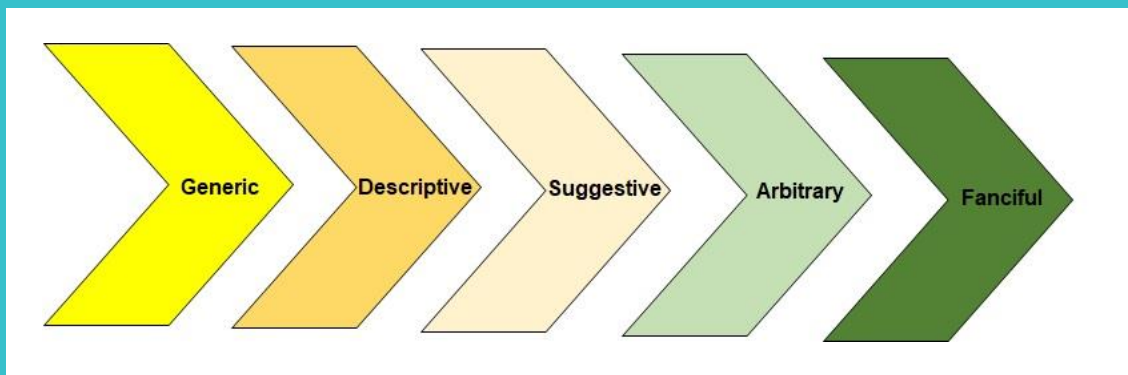 Generic
Descriptive
Suggestive
Arbitrary
Fanciful